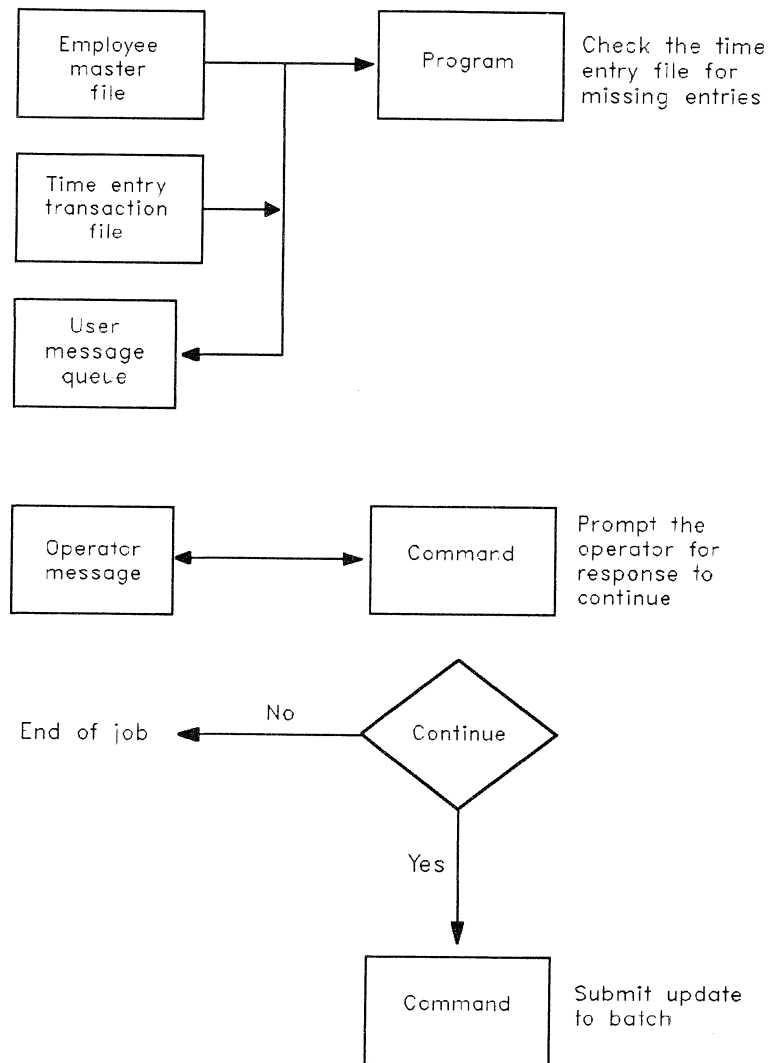 Employee
master
file
Program
Check the time
entry file for
missing entries
Time entry
transaction
file
User
message
queue
Operator
message
Command
Prompt the
operator for
response to
continue
End of job
No
Continue
Yes
Command
Submit update
to batch